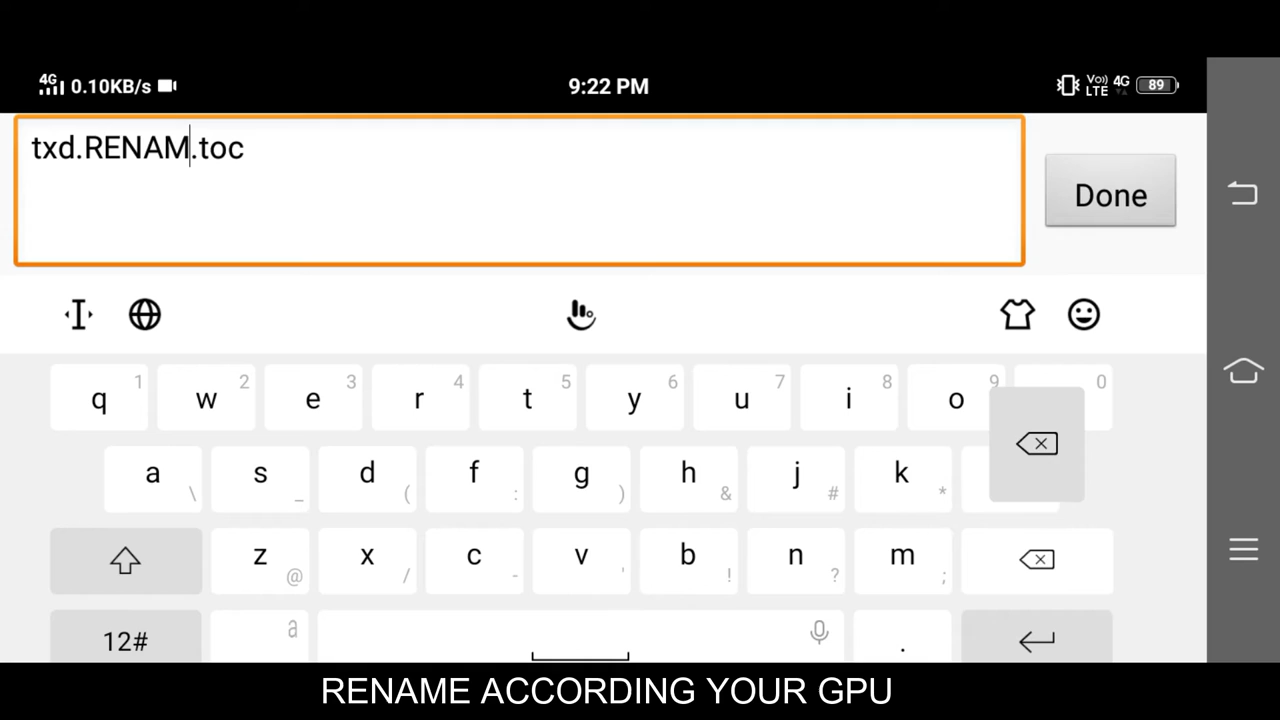 4G 0.10KB/s 9:22 PM Vo) LTE 4G 89
txd.RENAM.toc
Done
q 1 w 2 e 3 r 4 t 5 y 6 u 7 i 8 o 9 0
a \ s _ d ( f : g ) h & j # k *
z @ x / c - v ' b ! n ? m ;
12# a .
RENAME ACCORDING YOUR GPU